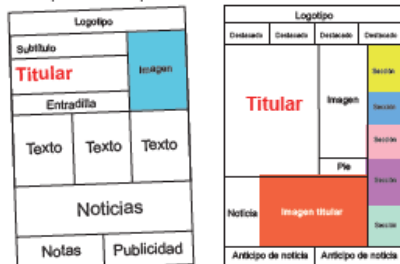 Logotipo
Subtítulo
Titular
Imagen
Entradilla
Texto Texto Texto
Noticias
Notas Publicidad
Logotipo
Destacado Destacado Destacado Destacado
Titular
Imagen
Pie
Sección
Sección
Sección
Sección
Sección
Noticia
Imagen titular
Anticipo de noticia Anticipo de noticia